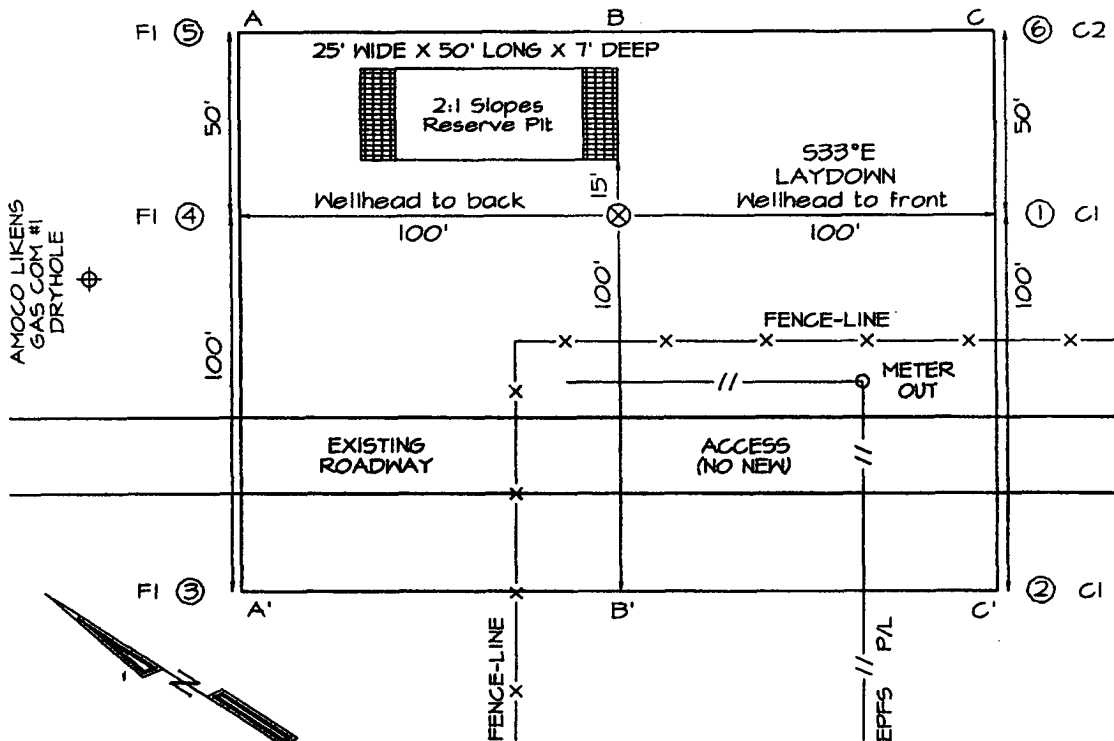 A B C
F1 ⑤ ⑥ C2
25' WIDE X 50' LONG X 7' DEEP
2:1 Slopes
Reserve Pit
50'
50'
S33°E
LAYDOWN
15'
Wellhead to back
Wellhead to front
F1 ④ ① C1
100'
100'
AMOCO LIKENS
GAS COM #1
DRYHOLE
100'
100'
100'
FENCE-LINE
METER
OUT
EXISTING
ROADWAY
ACCESS
(NO NEW)
F1 ③ ② C1
A' B' C'
N
FENCE-LINE
EPFS P/L